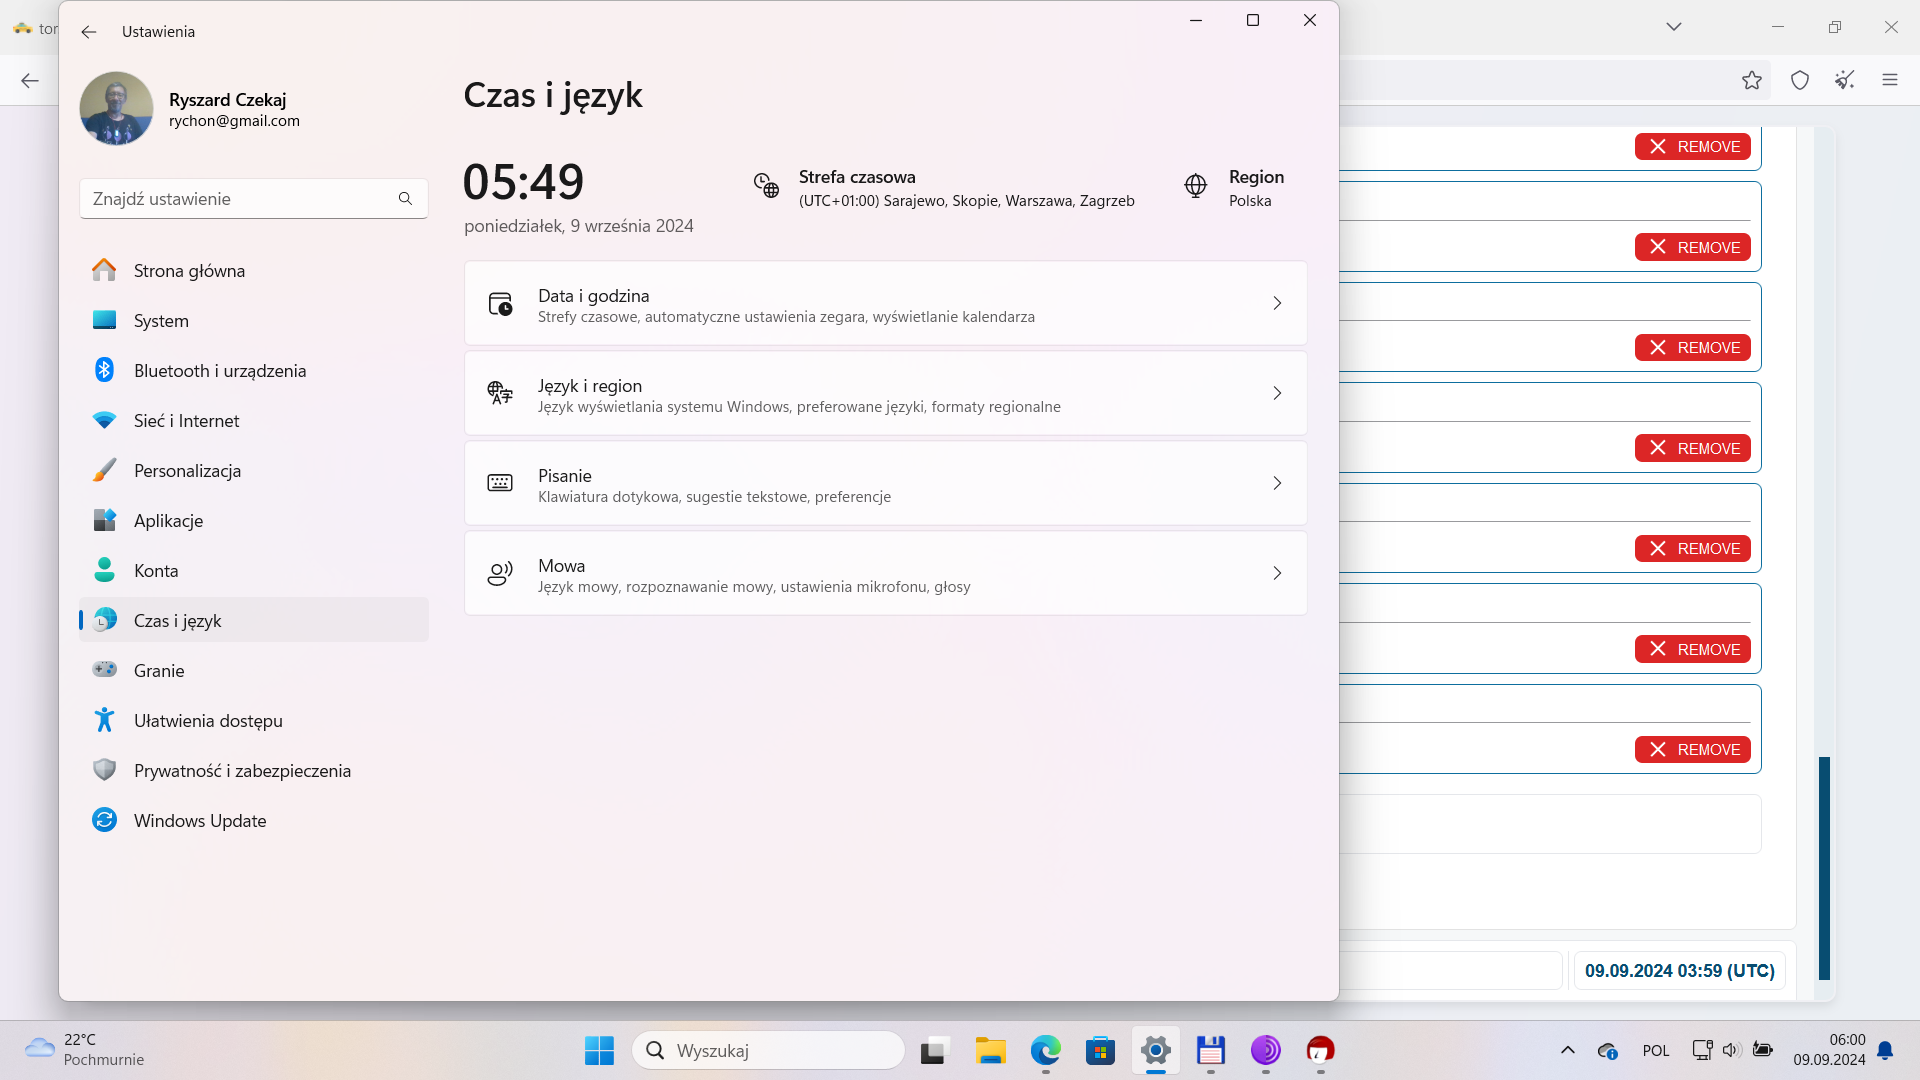 tor
Ustawienia
Ryszard Czekaj
rychon@gmail.com
Znajdź ustawienie
Strona główna
System
Bluetooth i urządzenia
Sieć i Internet
Personalizacja
Aplikacje
Konta
Czas i język
Granie
Ułatwienia dostępu
Prywatność i zabezpieczenia
Windows Update
Czas i język
05:49
poniedziałek, 9 września 2024
Strefa czasowa
(UTC+01:00) Sarajewo, Skopie, Warszawa, Zagrzeb
Region
Polska
Data i godzina
Strefy czasowe, automatyczne ustawienia zegara, wyświetlanie kalendarza
Język i region
Język wyświetlania systemu Windows, preferowane języki, formaty regionalne
Pisanie
Klawiatura dotykowa, sugestie tekstowe, preferencje
Mowa
Język mowy, rozpoznawanie mowy, ustawienia mikrofonu, głosy
REMOVE
REMOVE
REMOVE
REMOVE
REMOVE
REMOVE
REMOVE
09.09.2024 03:59 (UTC)
22°C
Pochmurnie
Wyszukaj
POL
06:00
09.09.2024